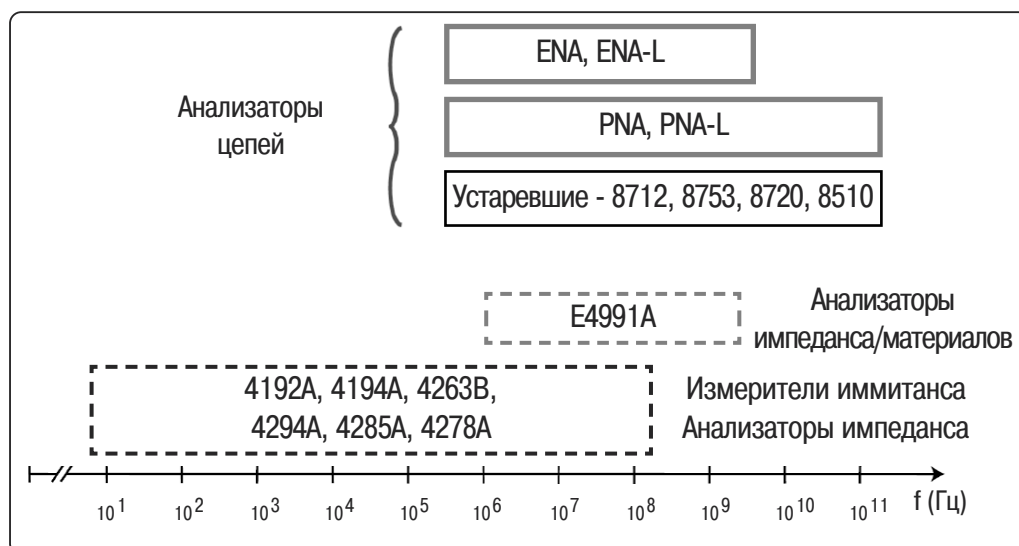 Анализаторы
цепей
ENA, ENA-L
PNA, PNA-L
Устаревшие - 8712, 8753, 8720, 8510
E4991A
Анализаторы
импеданса/материалов
4192A, 4194A, 4263B,
4294A, 4285A, 4278A
Измерители иммитанса
Анализаторы импеданса
10¹ 10² 10³ 10⁴ 10⁵ 10⁶ 10⁷ 10⁸ 10⁹ 10¹⁰ 10¹¹ f (Гц)